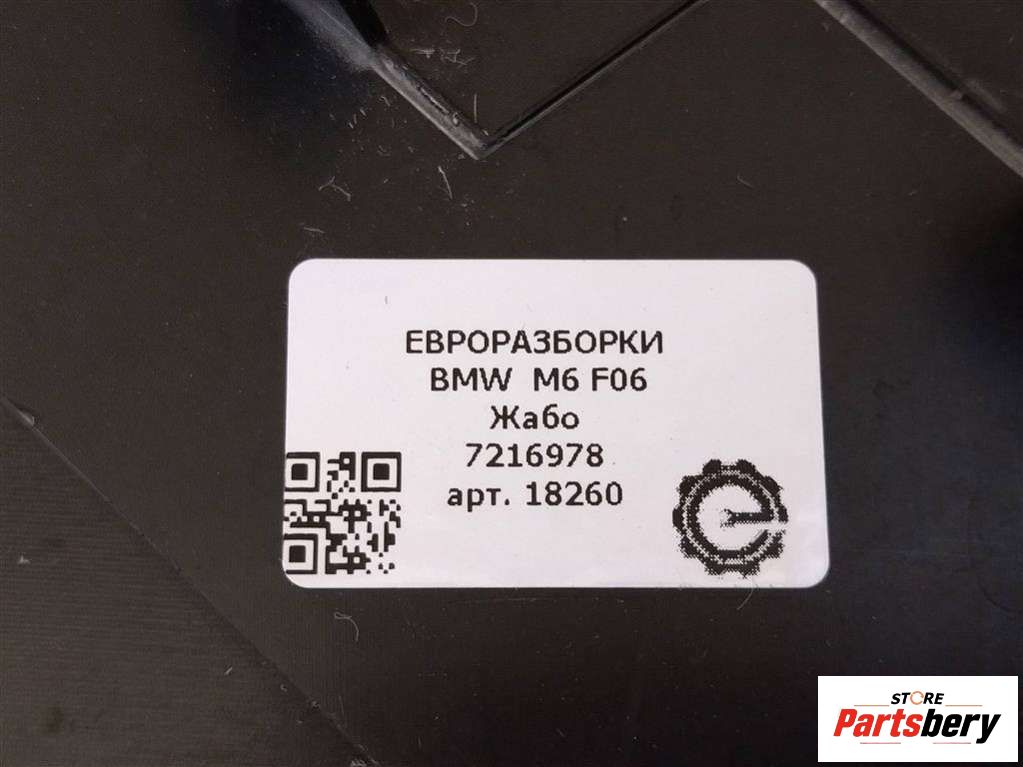 ЕВРОРАЗБОРКИ
BMW M6 F06
Жабо
7216978
арт. 18260
STORE
Partsbery